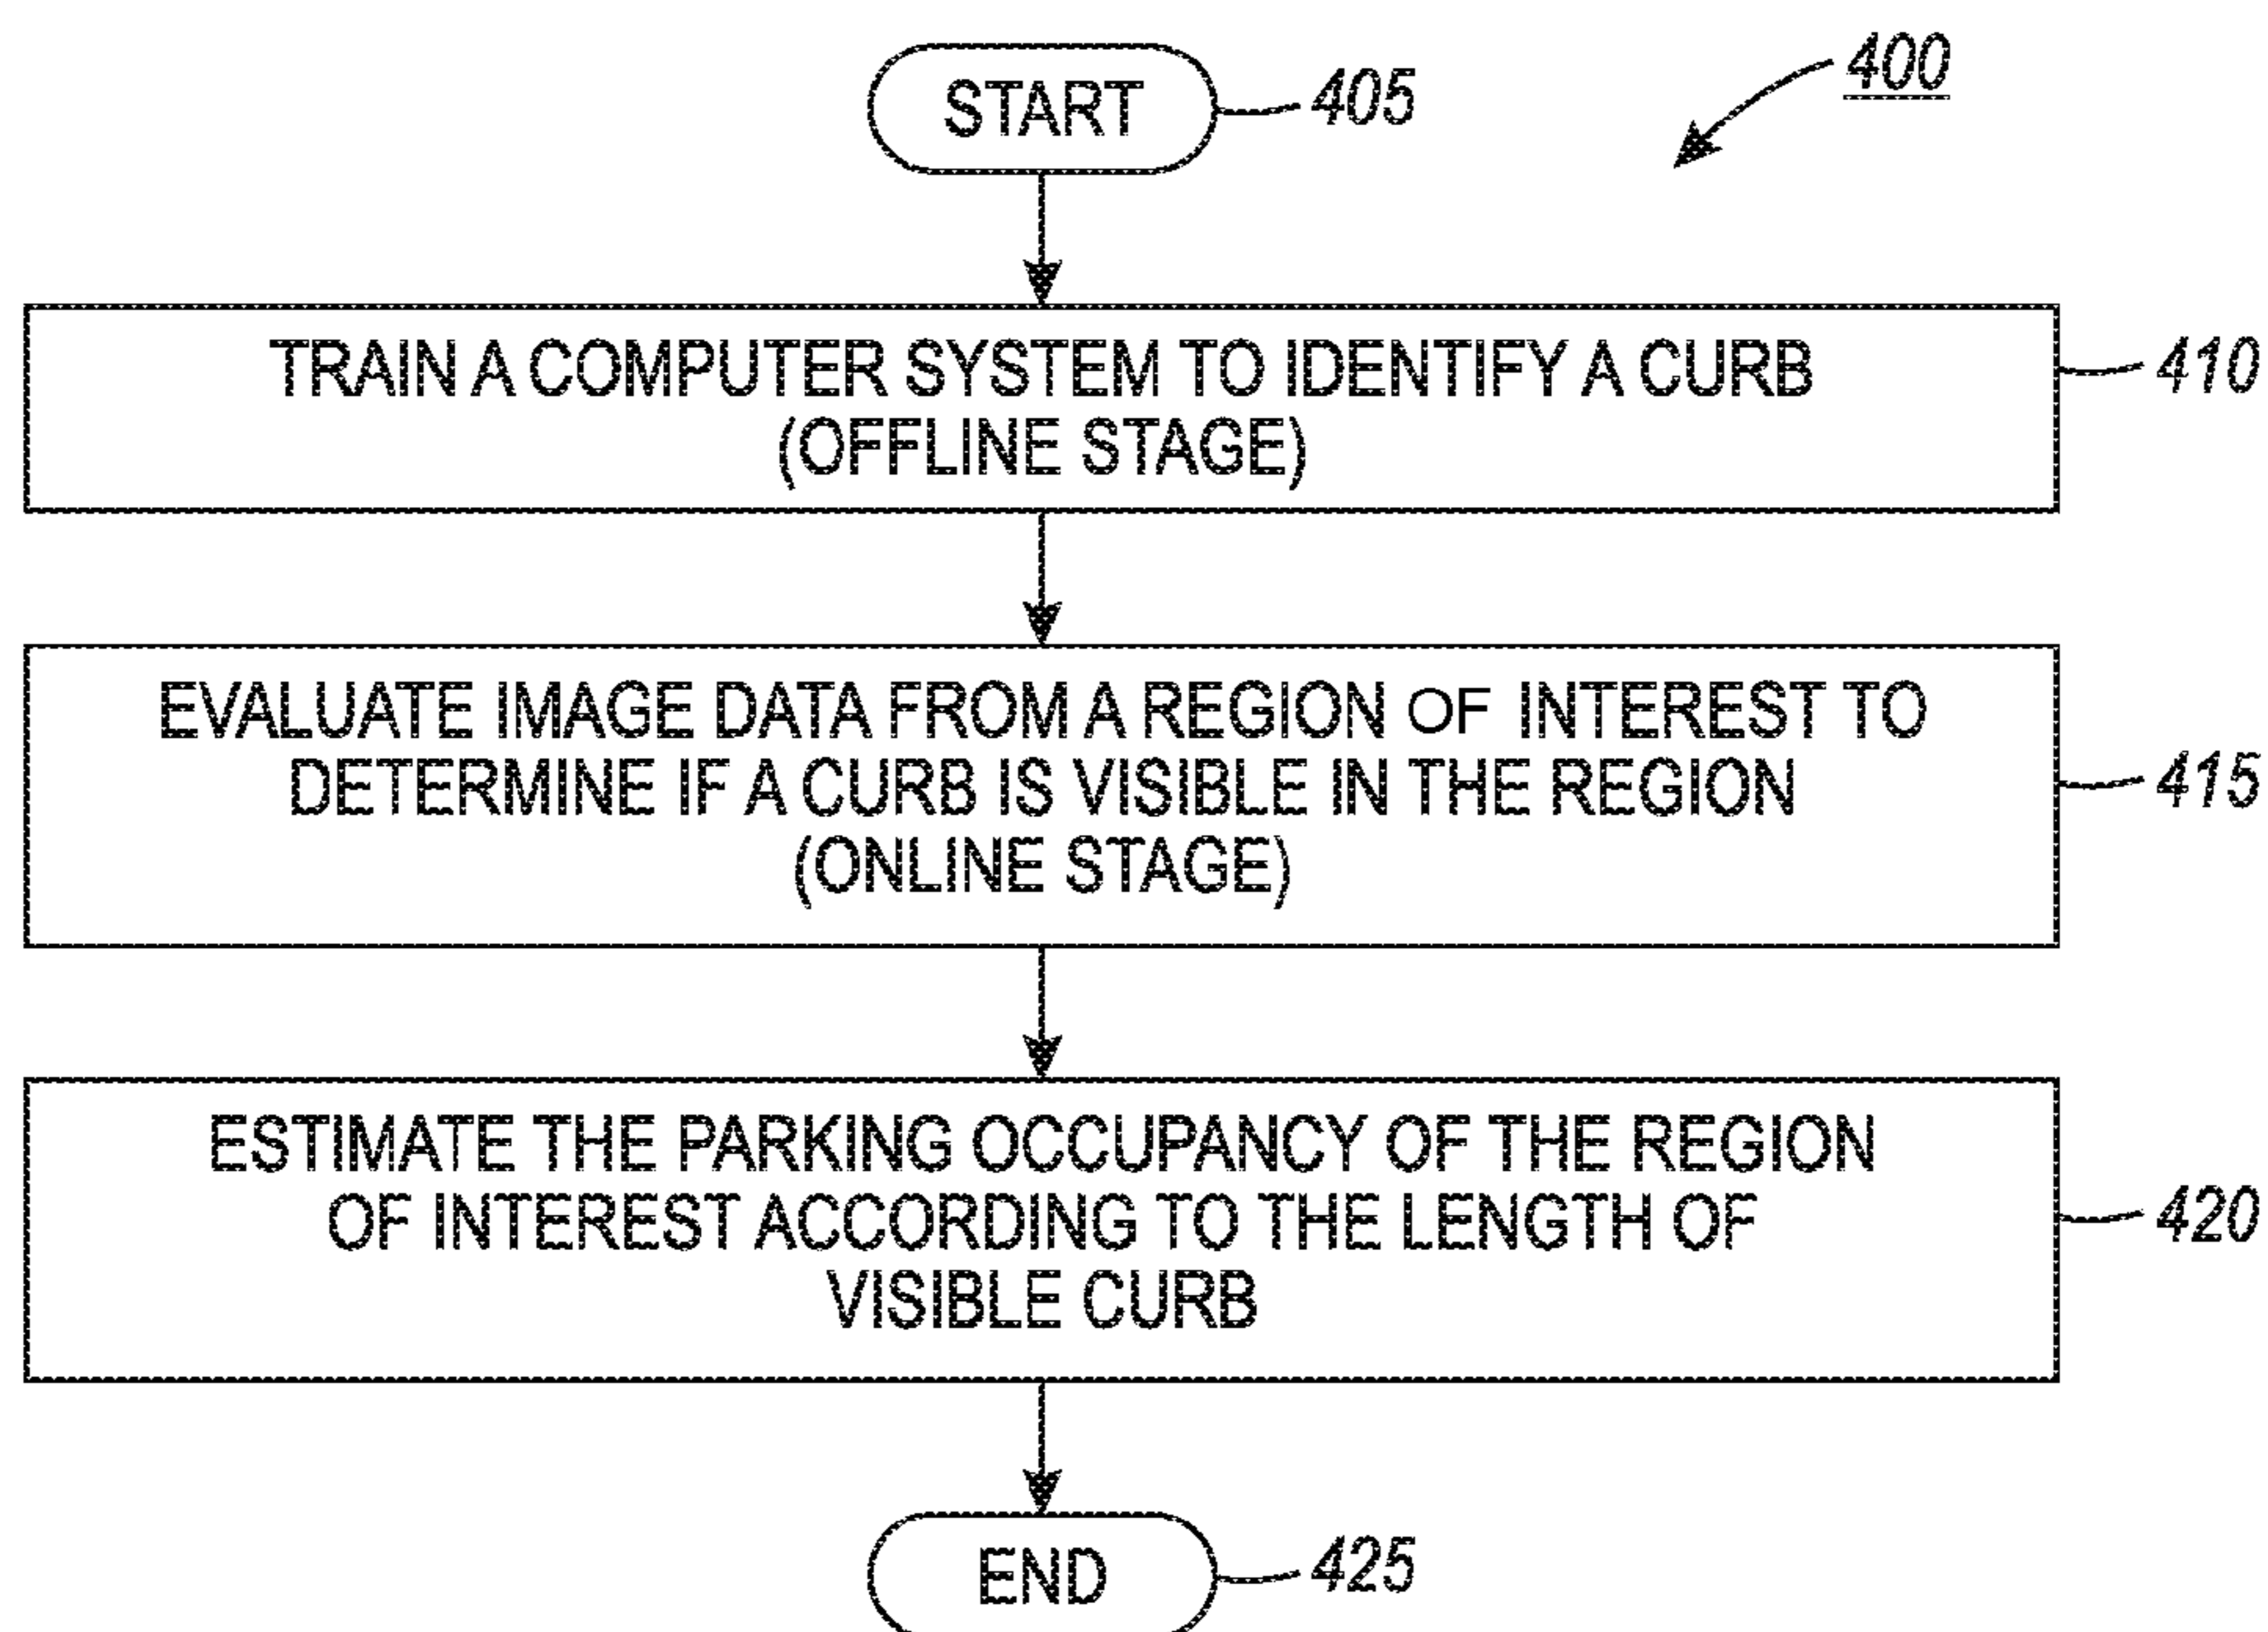 400
START
405
TRAIN A COMPUTER SYSTEM TO IDENTIFY A CURB
(OFFLINE STAGE)
410
EVALUATE IMAGE DATA FROM A REGION OF INTEREST TO
DETERMINE IF A CURB IS VISIBLE IN THE REGION
(ONLINE STAGE)
415
ESTIMATE THE PARKING OCCUPANCY OF THE REGION
OF INTEREST ACCORDING TO THE LENGTH OF
VISIBLE CURB
420
END
425